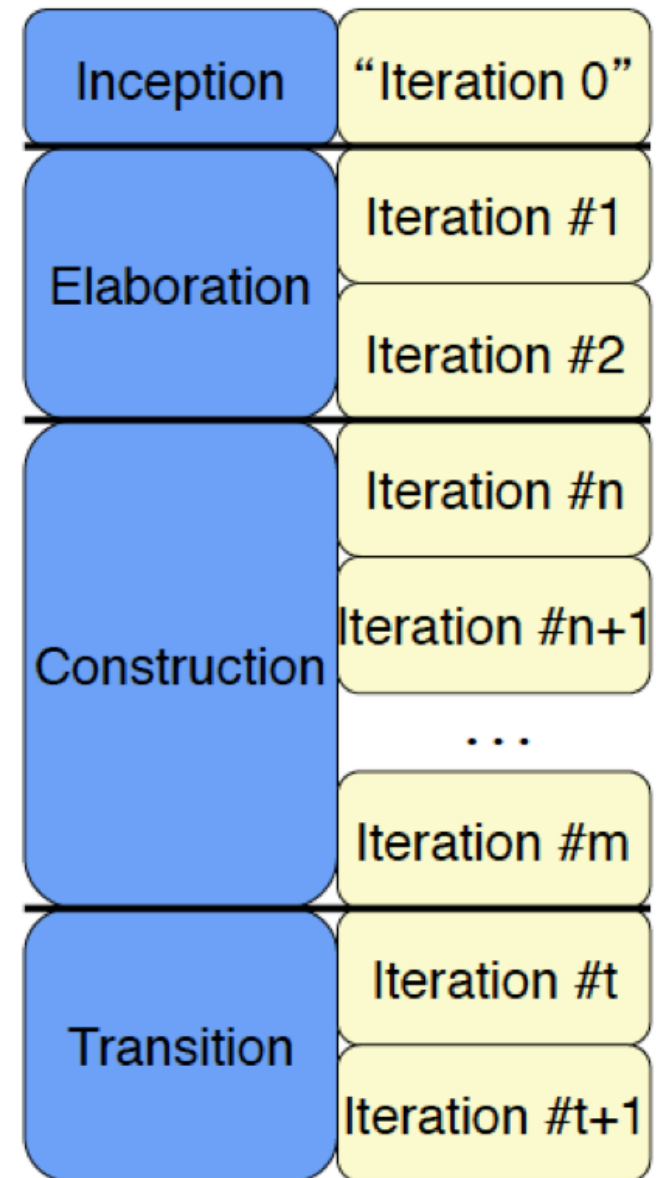 Inception
“Iteration 0”
Elaboration
Iteration #1
Iteration #2
Construction
Iteration #n
Iteration #n+1
...
Iteration #m
Transition
Iteration #t
Iteration #t+1